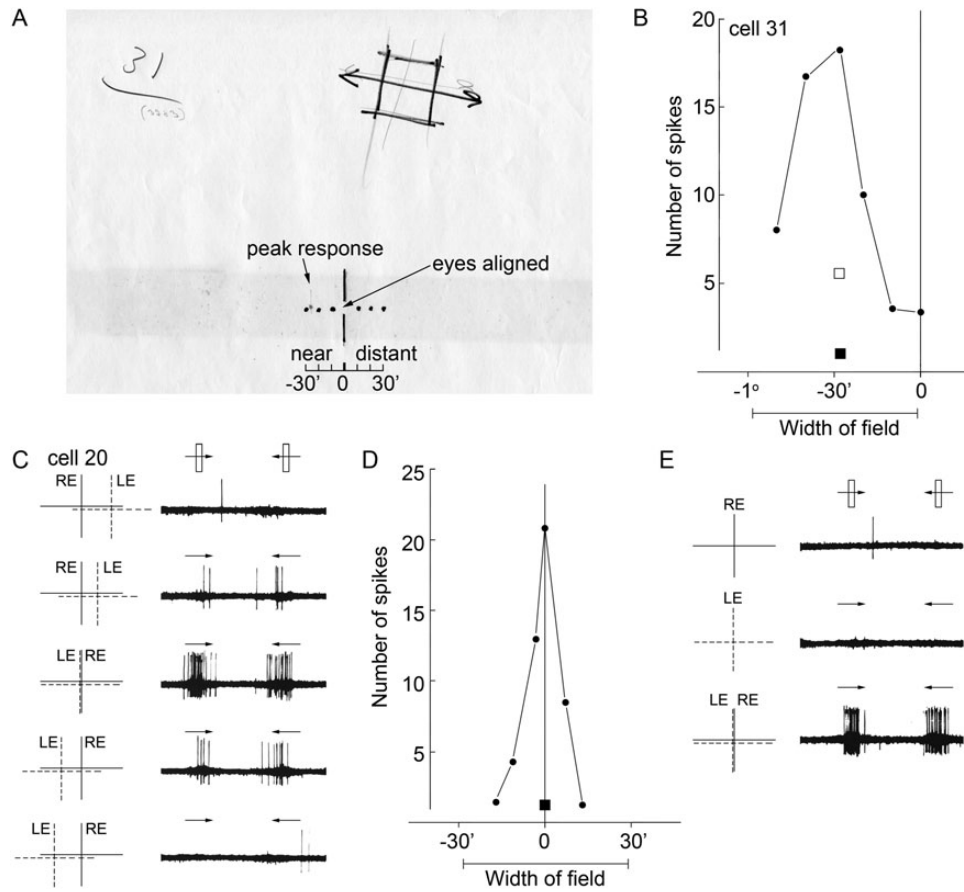 A
31
peak response
eyes aligned
near distant
-30' 0 30'
B
cell 31
Number of spikes
20
15
10
5
-1° -30' 0
Width of field
C
cell 20
RE LE
RE LE
LE RE
LE RE
LE RE
D
Number of spikes
25
20
15
10
5
-30' 0 30'
Width of field
E
RE
LE
LE RE